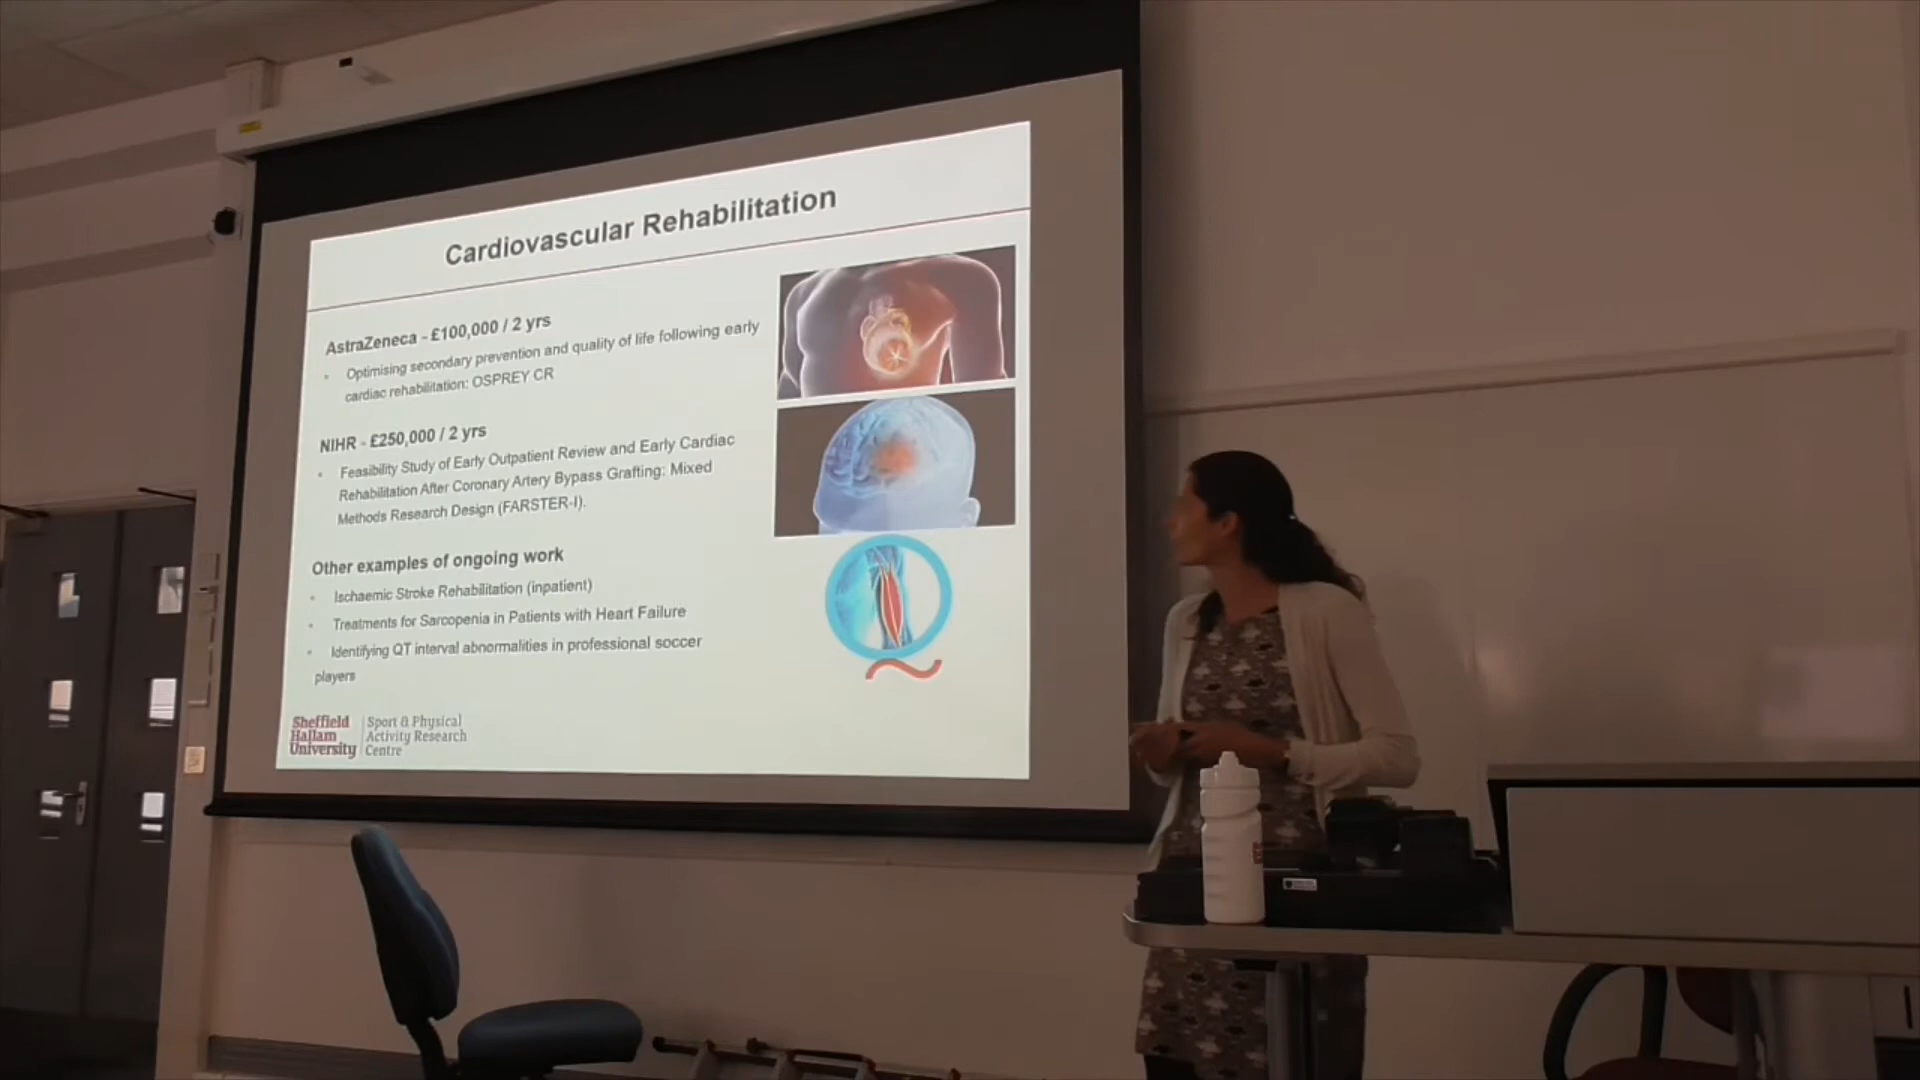 Cardiovascular Rehabilitation
AstraZeneca - £100,000 / 2 yrs
• Optimising secondary prevention and quality of life following early
cardiac rehabilitation: OSPREY CR
NIHR - £250,000 / 2 yrs
• Feasibility Study of Early Outpatient Review and Early Cardiac
Rehabilitation After Coronary Artery Bypass Grafting: Mixed
Methods Research Design (FARSTER-I).
Other examples of ongoing work
• Ischaemic Stroke Rehabilitation (inpatient)
• Treatments for Sarcopenia in Patients with Heart Failure
• Identifying QT interval abnormalities in professional soccer
players
Sheffield
Hallam
University
Sport & Physical
Activity Research
Centre